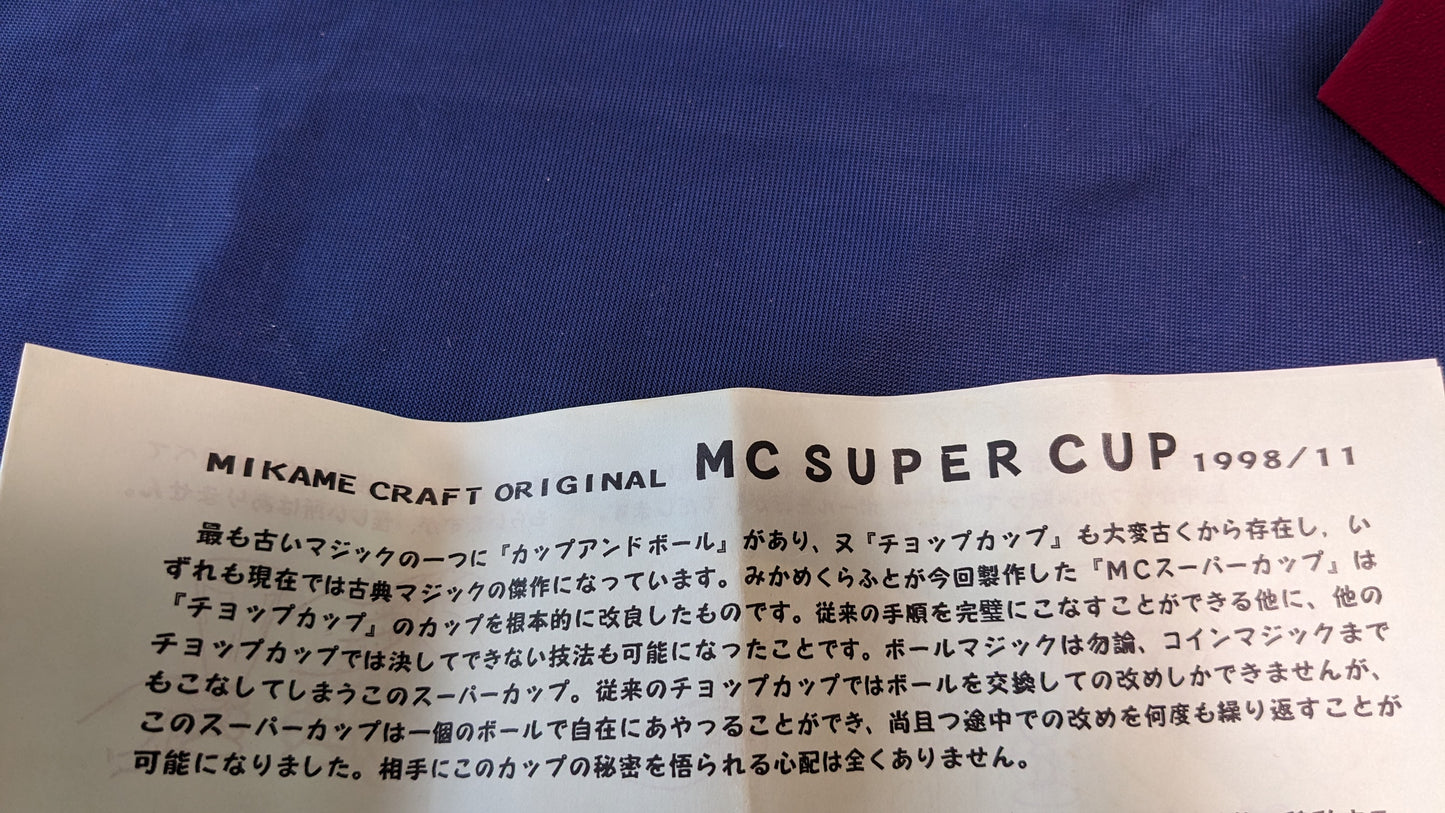 MIKAME CRAFT ORIGINAL MC SUPER CUP 1998/11
最も古いマジックの一つに『カップアンドボール』があり、又『チョップカップ』も大変古くから存在し，い
ずれも現在では古典マジックの傑作になっています。みかめくらふとが今回製作した『MCスーパーカップ』は
『チョップカップ』のカップを根本的に改良したものです。従来の手順を完璧にこなすことができる他に、他の
チョップカップでは決してできない技法も可能になったことです。ボールマジックは勿論、コインマジックまで
もこなしてしまうこのスーパーカップ。従来のチョップカップではボールを交換しての改めしかできませんが、
このスーパーカップは一個のボールで自在にあやつることができ、尚且つ途中での改めを何度も繰り返すことが
可能になりました。相手にこのカップの秘密を悟られる心配は全くありません。